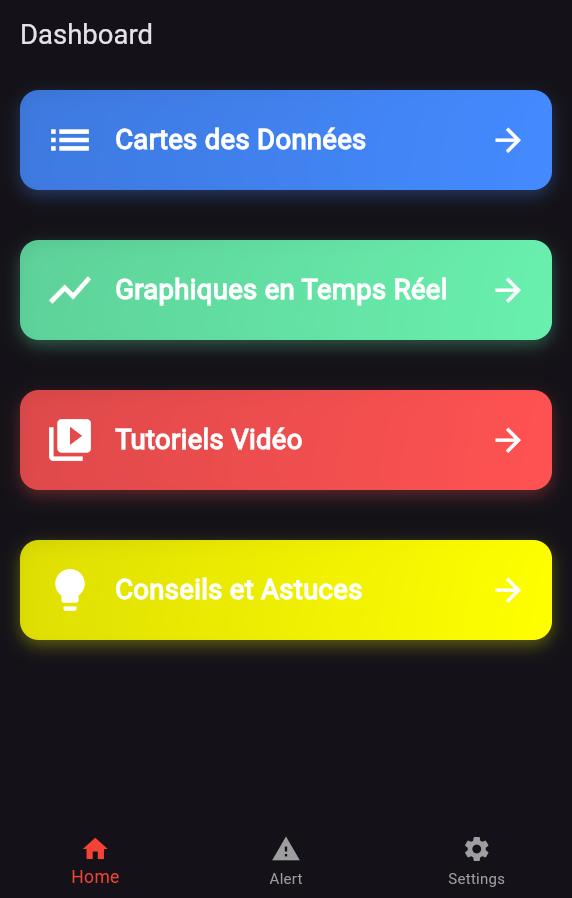 Dashboard
Cartes des Données
Graphiques en Temps Réel
Tutoriels Vidéo
Conseils et Astuces
Home
Alert
Settings